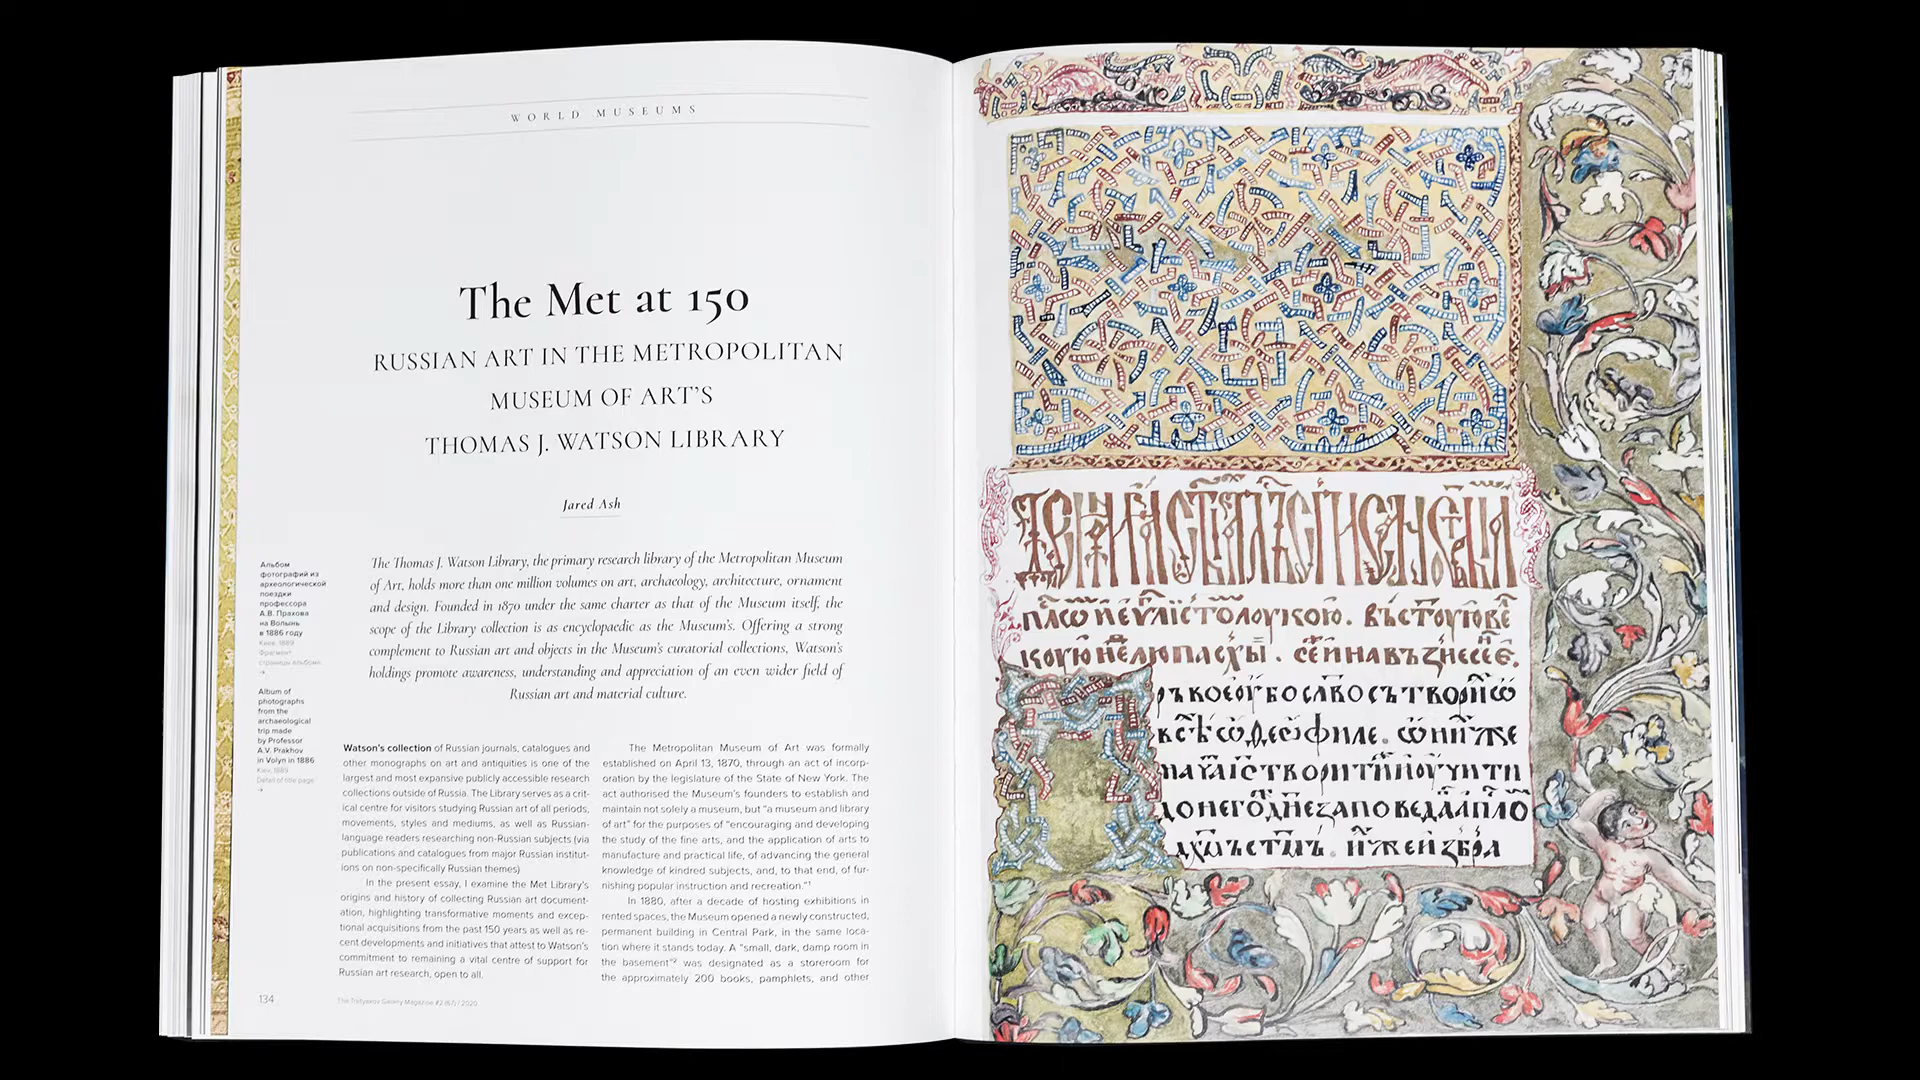 WORLD MUSEUMS
The Met at 150
RUSSIAN ART IN THE METROPOLITAN
MUSEUM OF ART’S
THOMAS J. WATSON LIBRARY
Jared Ash
The Thomas J. Watson Library, the primary research library of the Metropolitan Museum
of Art, holds more than one million volumes on art, archaeology, architecture, ornament
and design. Founded in 1870 under the same charter as that of the Museum itself, the
scope of the Library collection is as encyclopaedic as the Museum’s. Offering a strong
complement to Russian art and objects in the Museum’s curatorial collections, Watson’s
holdings promote awareness, understanding and appreciation of an even wider field of
Russian art and material culture.
Альбом
фотографий из
археологической
поездки
профессора
А.В. Прахова
на Волынь
в 1886 году
Киев, 1889
Фрагмент
страницы альбома
→
Album of
photographs
from the
archaeological
trip made
by Professor
A.V. Prakhov
in Volyn in 1886
Kiev, 1889
Detail of title page
→
Watson’s collection of Russian journals, catalogues and
other monographs on art and antiquities is one of the
largest and most expansive publicly accessible research
collections outside of Russia. The Library serves as a crit-
ical centre for visitors studying Russian art of all periods,
movements, styles and mediums, as well as Russian-
language readers researching non-Russian subjects (via
publications and catalogues from major Russian institut-
ions on non-specifically Russian themes)
In the present essay, I examine the Met Library’s
origins and history of collecting Russian art document-
ation, highlighting transformative moments and excep-
tional acquisitions from the past 150 years as well as re-
cent developments and initiatives that attest to Watson’s
commitment to remaining a vital centre of support for
Russian art research, open to all.
The Metropolitan Museum of Art was formally
established on April 13, 1870, through an act of incorp-
oration by the legislature of the State of New York. The
act authorised the Museum’s founders to establish and
maintain not solely a museum, but “a museum and library
of art” for the purposes of “encouraging and developing
the study of the fine arts, and the application of arts to
manufacture and practical life, of advancing the general
knowledge of kindred subjects, and, to that end, of fur-
nishing popular instruction and recreation.”¹
In 1880, after a decade of hosting exhibitions in
rented spaces, the Museum opened a newly constructed,
permanent building in Central Park, in the same loca-
tion where it stands today. A “small, dark, damp room in
the basement”² was designated as a storeroom for
the approximately 200 books, pamphlets, and other
134
The Tretyakov Gallery Magazine #2 (67) / 2020